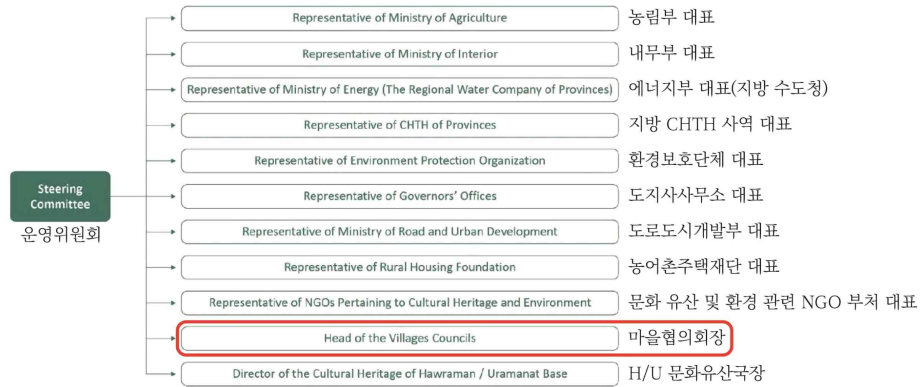 Representative of Ministry of Agriculture 농림부 대표
Representative of Ministry of Interior 내무부 대표
Representative of Ministry of Energy (The Regional Water Company of Provinces) 에너지부 대표(지방 수도청)
Representative of CHTH of Provinces 지방 CHTH 사역 대표
Representative of Environment Protection Organization 환경보호단체 대표
Steering
Committee
운영위원회
Representative of Governors' Offices 도지사사무소 대표
Representative of Ministry of Road and Urban Development 도로도시개발부 대표
Representative of Rural Housing Foundation 농어촌주택재단 대표
Representative of NGOs Pertaining to Cultural Heritage and Environment 문화 유산 및 환경 관련 NGO 부처 대표
Head of the Villages Councils 마을협의회장
Director of the Cultural Heritage of Hawraman / Uramanat Base H/U 문화유산국장